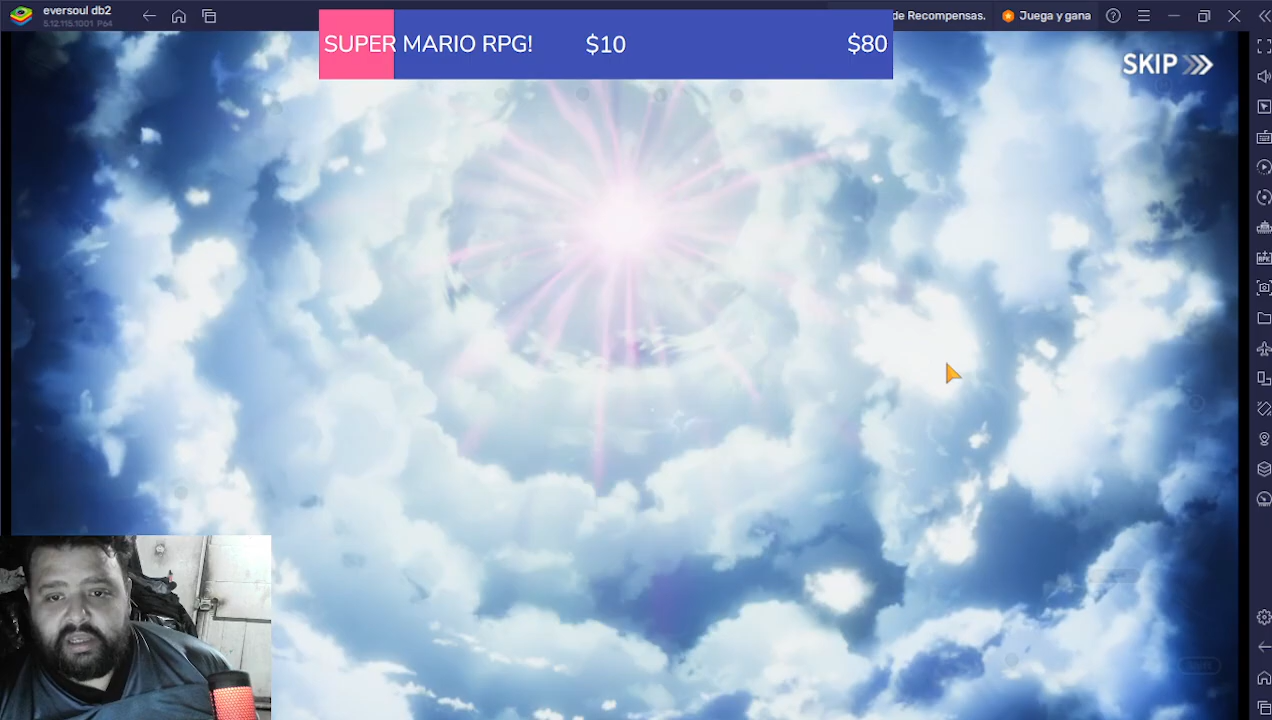 eversoul db2
5.12.115.1001 P64
de Recompensas.
Juega y gana
SUPER MARIO RPG! $10 $80
SKIP